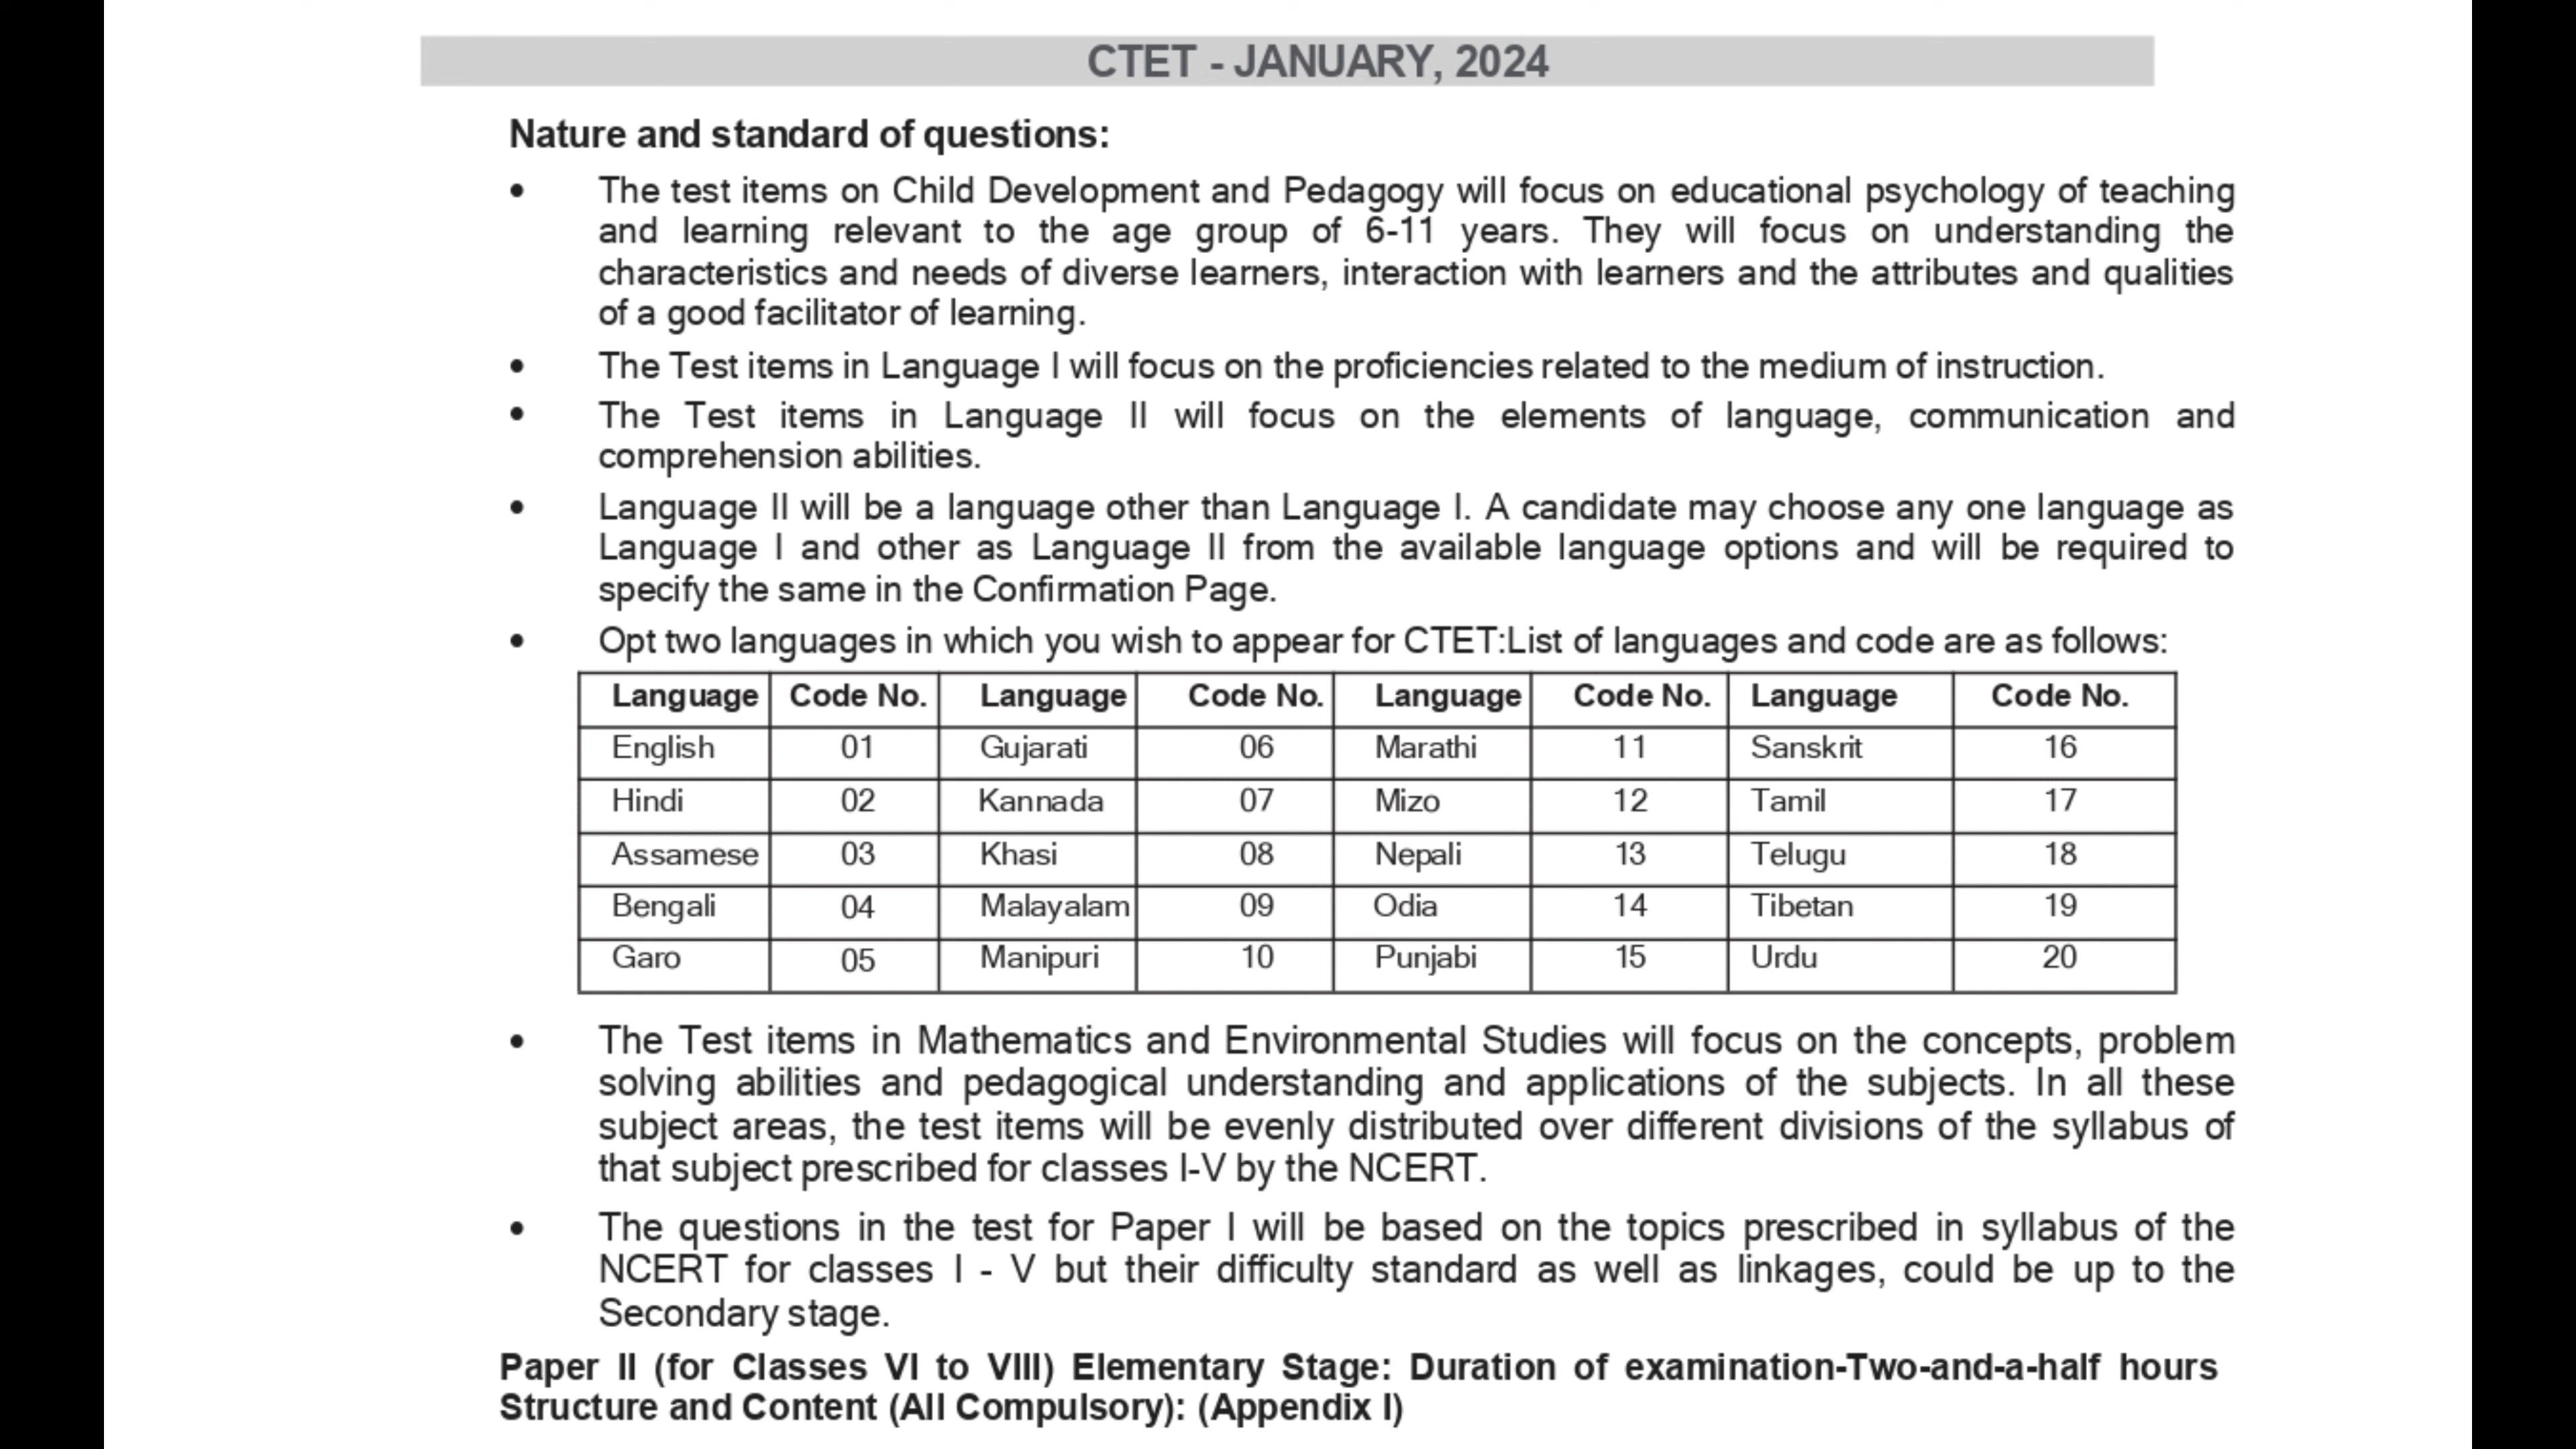 CTET - JANUARY, 2024
Nature and standard of questions:
• The test items on Child Development and Pedagogy will focus on educational psychology of teaching
and learning relevant to the age group of 6-11 years. They will focus on understanding the
characteristics and needs of diverse learners, interaction with learners and the attributes and qualities
of a good facilitator of learning.
• The Test items in Language I will focus on the proficiencies related to the medium of instruction.
• The Test items in Language II will focus on the elements of language, communication and
comprehension abilities.
• Language II will be a language other than Language I. A candidate may choose any one language as
Language I and other as Language II from the available language options and will be required to
specify the same in the Confirmation Page.
• Opt two languages in which you wish to appear for CTET:List of languages and code are as follows:
Language Code No. Language Code No. Language Code No. Language Code No.
English 01 Gujarati 06 Marathi 11 Sanskrit 16
Hindi 02 Kannada 07 Mizo 12 Tamil 17
Assamese 03 Khasi 08 Nepali 13 Telugu 18
Bengali 04 Malayalam 09 Odia 14 Tibetan 19
Garo 05 Manipuri 10 Punjabi 15 Urdu 20
• The Test items in Mathematics and Environmental Studies will focus on the concepts, problem
solving abilities and pedagogical understanding and applications of the subjects. In all these
subject areas, the test items will be evenly distributed over different divisions of the syllabus of
that subject prescribed for classes I-V by the NCERT.
• The questions in the test for Paper I will be based on the topics prescribed in syllabus of the
NCERT for classes I - V but their difficulty standard as well as linkages, could be up to the
Secondary stage.
Paper II (for Classes VI to VIII) Elementary Stage: Duration of examination-Two-and-a-half hours
Structure and Content (All Compulsory): (Appendix I)